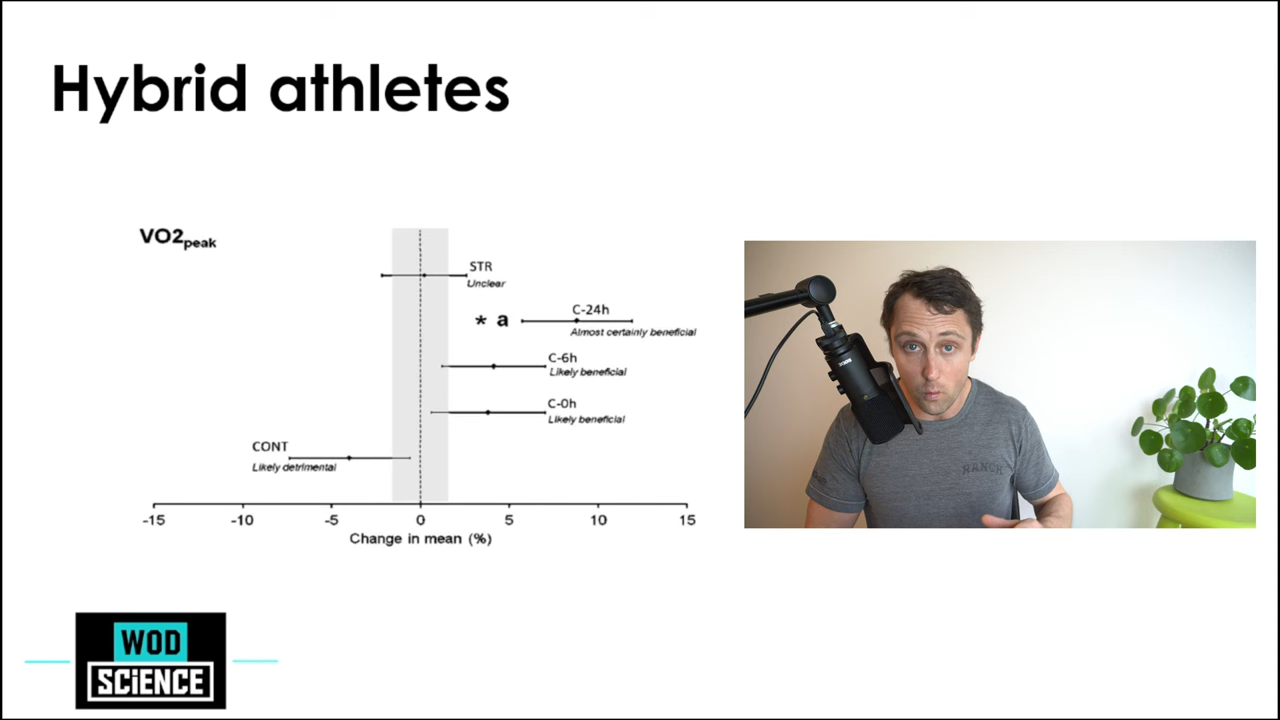 Hybrid athletes
VO2peak
STR
Unclear
* a
C-24h
Almost certainly beneficial
C-6h
Likely beneficial
C-0h
Likely beneficial
CONT
Likely detrimental
-15 -10 -5 0 5 10 15
Change in mean (%)
RODE
WOD
SCiENCE